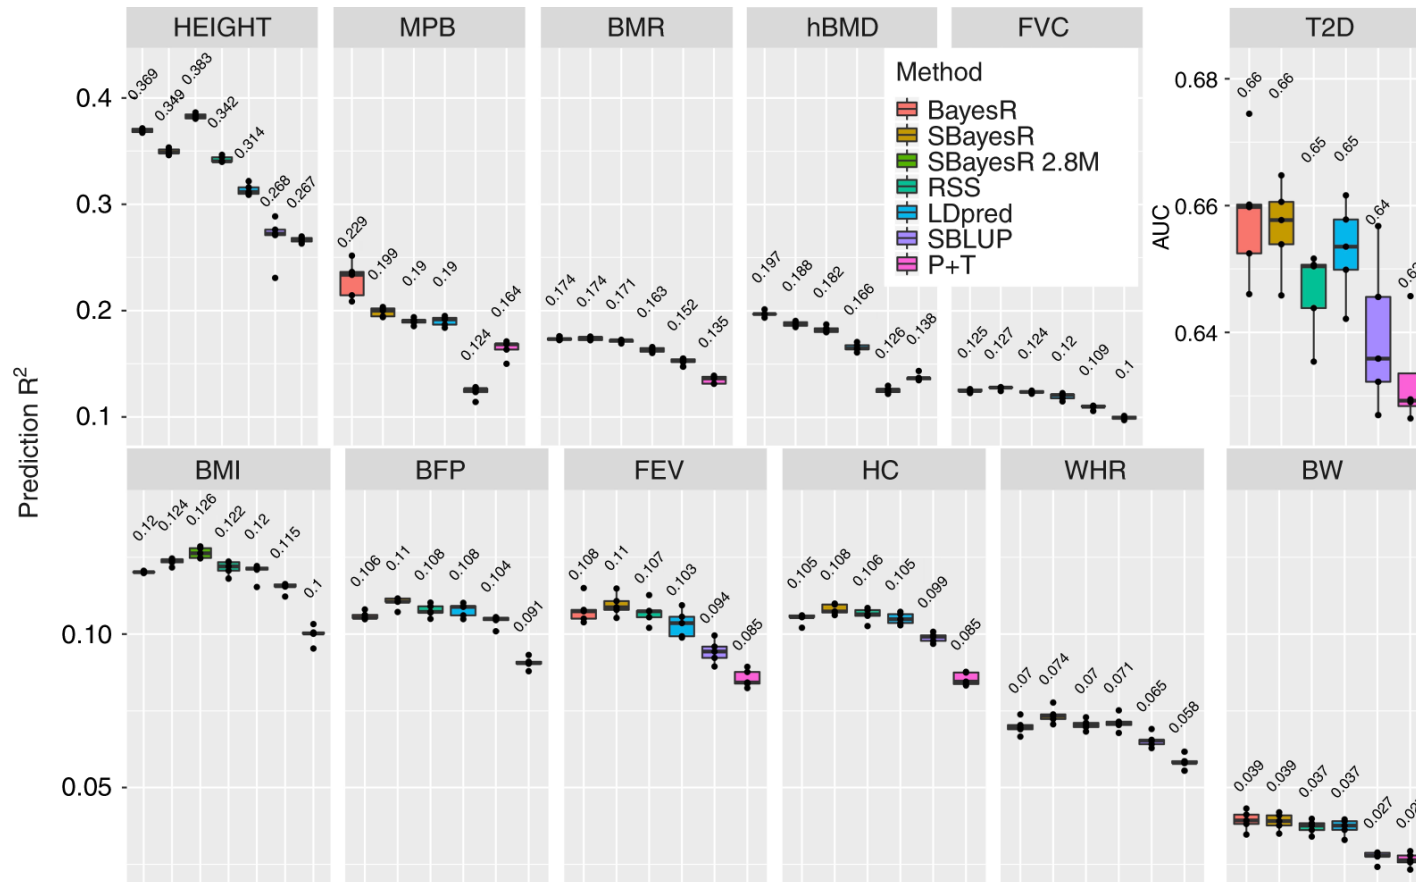 HEIGHT MPB BMR hBMD FVC T2D
Prediction R²
0.4
0.3
0.2
0.1
0.369 0.349 0.383 0.342 0.314 0.268 0.267
0.229 0.199 0.19 0.19 0.124 0.164
0.174 0.174 0.171 0.163 0.152 0.135
0.197 0.188 0.182 0.166 0.126 0.138
0.125 0.127 0.124 0.12 0.109 0.1
Method
BayesR
SBayesR
SBayesR 2.8M
RSS
LDpred
SBLUP
P+T
AUC
0.68
0.66
0.64
0.66 0.66 0.65 0.65 0.64
BMI BFP FEV HC WHR BW
0.10
0.05
0.12 0.124 0.126 0.122 0.12 0.115 0.1
0.106 0.11 0.108 0.108 0.104 0.091
0.108 0.11 0.107 0.103 0.094 0.085
0.105 0.108 0.106 0.105 0.099 0.085
0.07 0.074 0.07 0.071 0.065 0.058
0.039 0.039 0.037 0.037 0.027